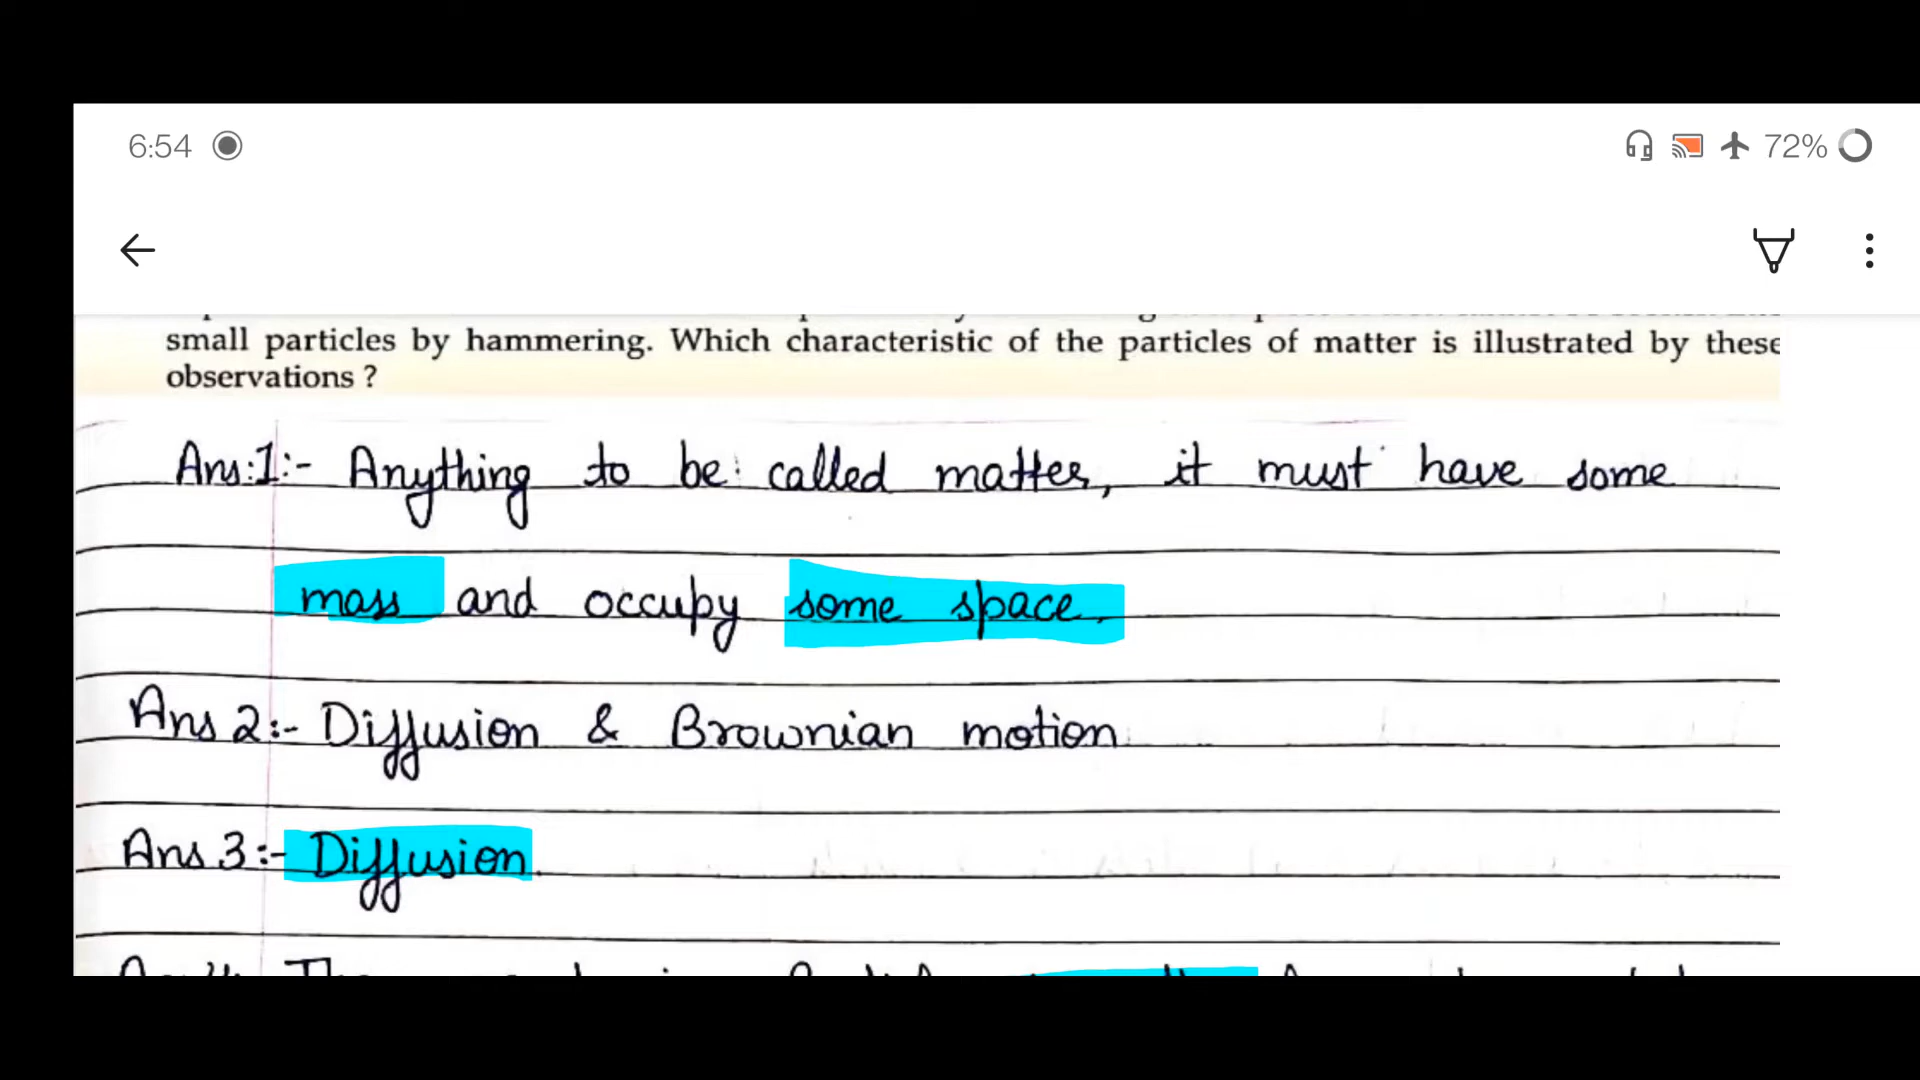 6:54
72%
small particles by hammering. Which characteristic of the particles of matter is illustrated by these
observations ?
Ans:1:- Anything to be called matter, it must have some
mass and occupy some space.
Ans 2:- Diffusion & Brownian motion
Ans 3:- Diffusion.